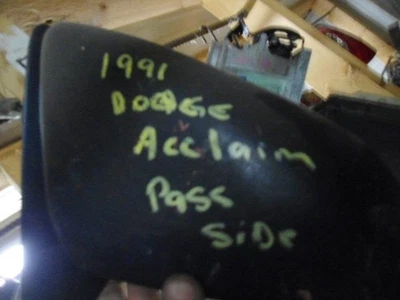 1991
DODGE
Acclaim
Pass
SiDe